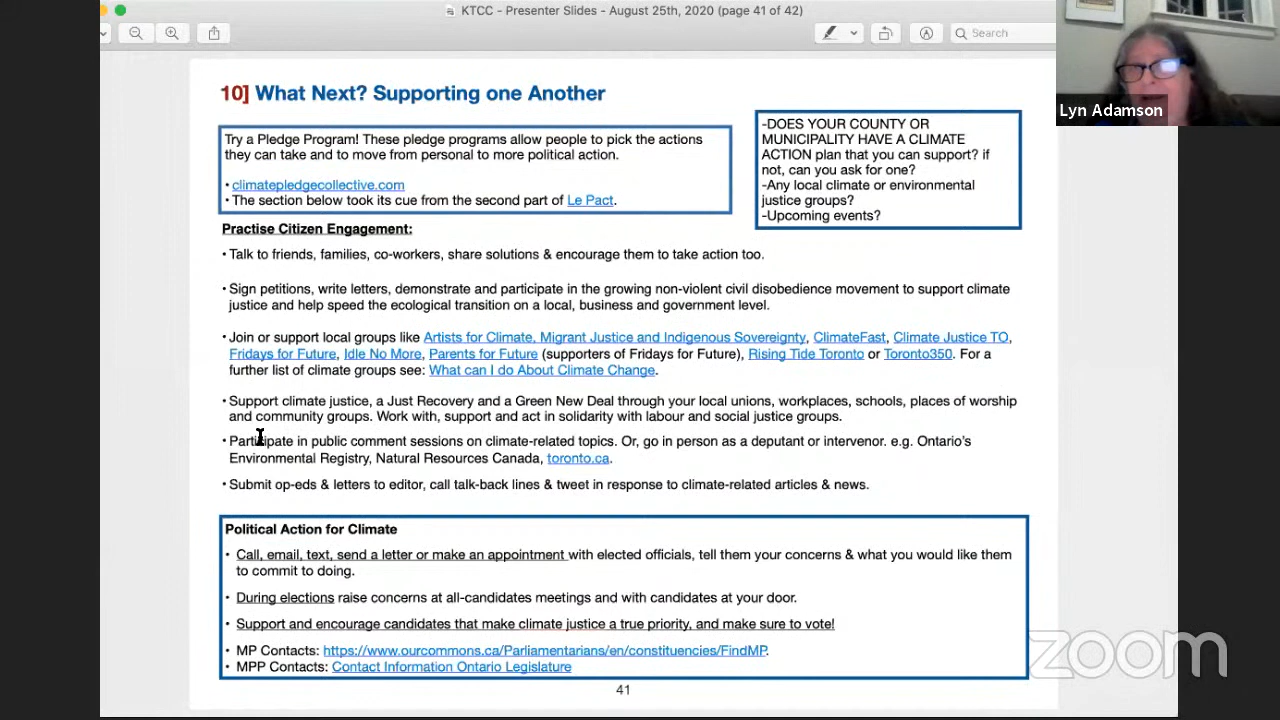 KTCC - Presenter Slides - August 25th, 2020 (page 41 of 42)
Search
Lyn Adamson
10] What Next? Supporting one Another
Try a Pledge Program! These pledge programs allow people to pick the actions
they can take and to move from personal to more political action.
• climatepledgecollective.com
• The section below took its cue from the second part of Le Pact.
-DOES YOUR COUNTY OR
MUNICIPALITY HAVE A CLIMATE
ACTION plan that you can support? if
not, can you ask for one?
-Any local climate or environmental
justice groups?
-Upcoming events?
Practise Citizen Engagement:
• Talk to friends, families, co-workers, share solutions & encourage them to take action too.
• Sign petitions, write letters, demonstrate and participate in the growing non-violent civil disobedience movement to support climate
justice and help speed the ecological transition on a local, business and government level.
• Join or support local groups like Artists for Climate, Migrant Justice and Indigenous Sovereignty, ClimateFast, Climate Justice TO,
Fridays for Future, Idle No More, Parents for Future (supporters of Fridays for Future), Rising Tide Toronto or Toronto350. For a
further list of climate groups see: What can I do About Climate Change.
• Support climate justice, a Just Recovery and a Green New Deal through your local unions, workplaces, schools, places of worship
and community groups. Work with, support and act in solidarity with labour and social justice groups.
• Participate in public comment sessions on climate-related topics. Or, go in person as a deputant or intervenor. e.g. Ontario's
Environmental Registry, Natural Resources Canada, toronto.ca.
• Submit op-eds & letters to editor, call talk-back lines & tweet in response to climate-related articles & news.
Political Action for Climate
• Call, email, text, send a letter or make an appointment with elected officials, tell them your concerns & what you would like them
to commit to doing.
• During elections raise concerns at all-candidates meetings and with candidates at your door.
• Support and encourage candidates that make climate justice a true priority, and make sure to vote!
• MP Contacts: https://www.ourcommons.ca/Parliamentarians/en/constituencies/FindMP.
• MPP Contacts: Contact Information Ontario Legislature
41
zoom